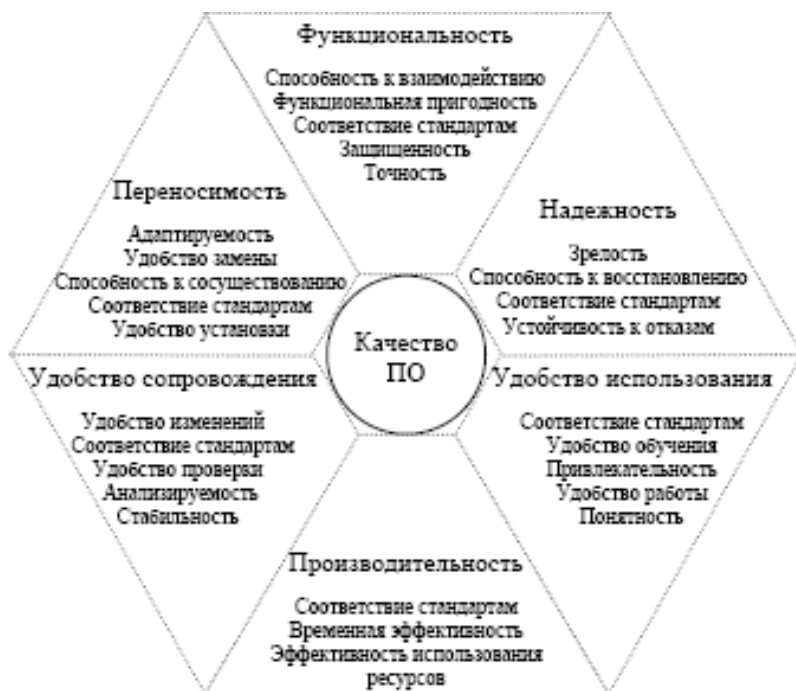 Функциональность
Способность к взаимодействию
Функциональная пригодность
Соответствие стандартам
Защищенность
Точность
Переносимость
Адаптируемость
Удобство замены
Способность к сосуществованию
Соответствие стандартам
Удобство установки
Надежность
Зрелость
Способность к восстановлению
Соответствие стандартам
Устойчивость к отказам
Качество
ПО
Удобство сопровождения
Удобство изменений
Соответствие стандартам
Удобство проверки
Анализируемость
Стабильность
Удобство использования
Соответствие стандартам
Удобство обучения
Привлекательность
Удобство работы
Понятность
Производительность
Соответствие стандартам
Временная эффективность
Эффективность использования
ресурсов